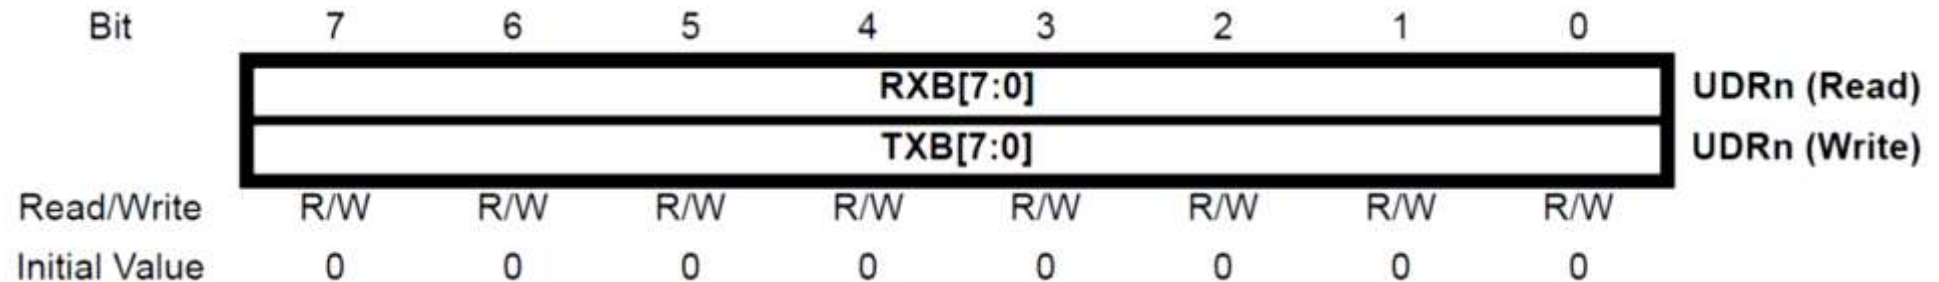 Bit 7 6 5 4 3 2 1 0
RXB[7:0] UDRn (Read)
TXB[7:0] UDRn (Write)
Read/Write R/W R/W R/W R/W R/W R/W R/W R/W
Initial Value 0 0 0 0 0 0 0 0